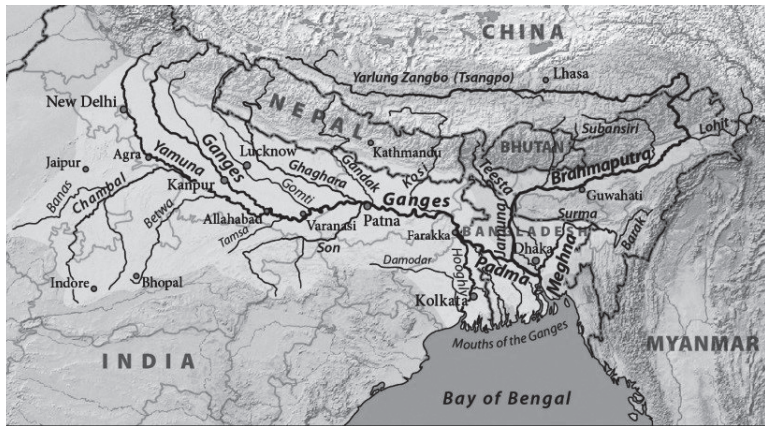 CHINA
Yarlung Zangbo (Tsangpo)
Lhasa
New Delhi
NEPAL
Subansiri
Lohit
BHUTAN
Agra
Yamuna
Ganges
Lucknow
Kathmandu
Teesta
Brahmaputra
Jaipur
Ghaghara
Gandak
Kosi
Guwahati
Banas
Chambal
Kanpur
Gomti
Ganges
Jamuna
Surma
Betwa
Allahabad
Varanasi
Patna
Farakka
BANGLADESH
Barak
Tamsa
Son
Dhaka
Meghna
Damodar
Hooghly
Padma
Indore
Bhopal
Kolkata
Mouths of the Ganges
INDIA
MYANMAR
Bay of Bengal